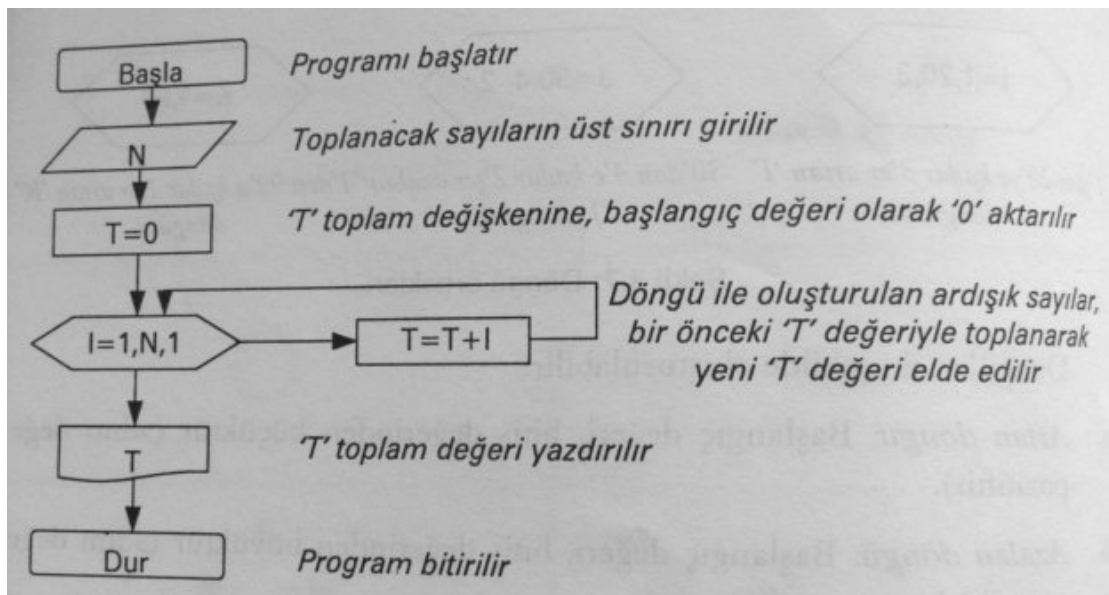 Başla
Programı başlatır
N
Toplanacak sayıların üst sınırı girilir
T=0
'T' toplam değişkenine, başlangıç değeri olarak '0' aktarılır
I=1,N,1
T=T+I
Döngü ile oluşturulan ardışık sayılar,
bir önceki 'T' değeriyle toplanarak
yeni 'T' değeri elde edilir
T
'T' toplam değeri yazdırılır
Dur
Program bitirilir